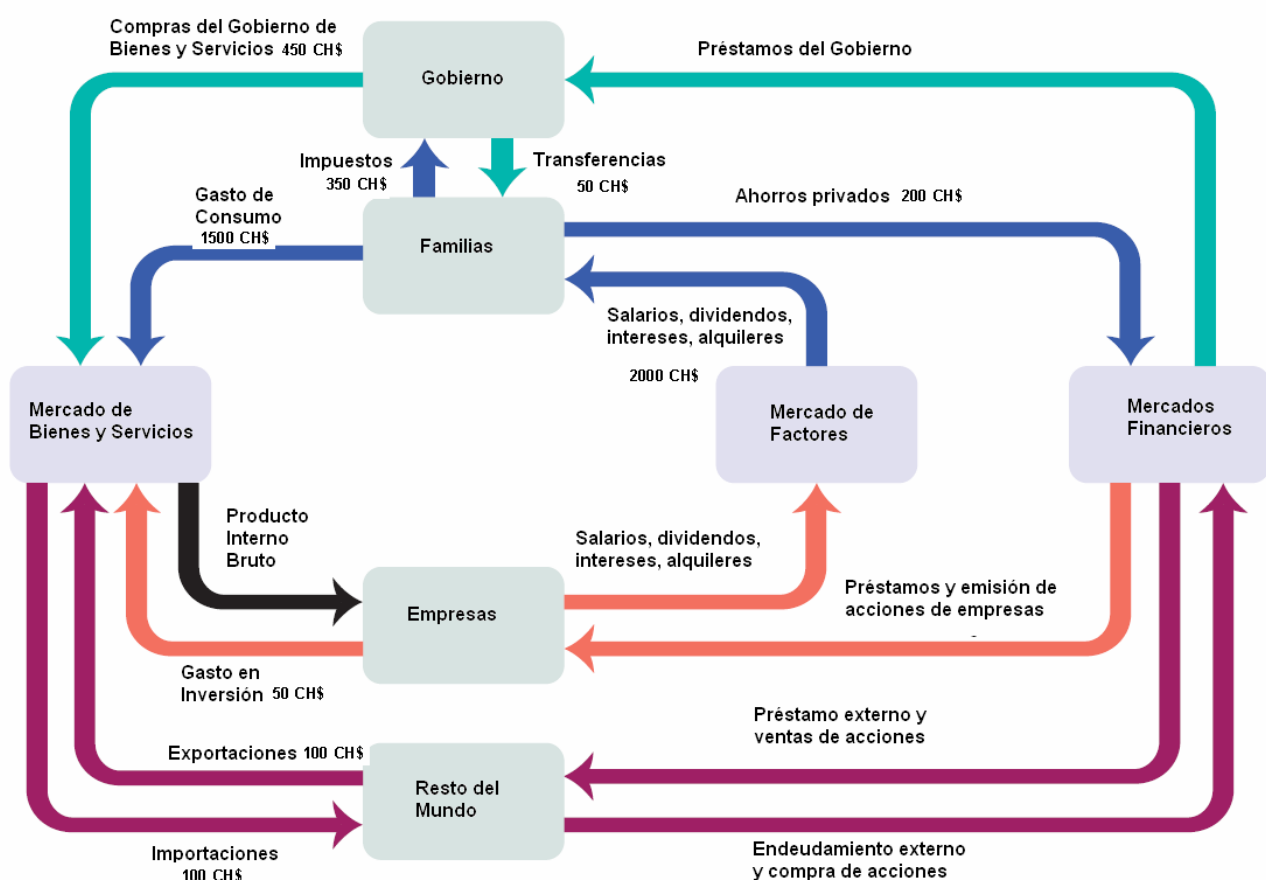 Compras del Gobierno de
Bienes y Servicios 450 CH$
Gobierno
Préstamos del Gobierno
Impuestos
350 CH$
Transferencias
50 CH$
Gasto de
Consumo
1500 CH$
Familias
Ahorros privados 200 CH$
Salarios, dividendos,
intereses, alquileres
2000 CH$
Mercado de
Bienes y Servicios
Mercado de
Factores
Mercados
Financieros
Producto
Interno
Bruto
Salarios, dividendos,
intereses, alquileres
Empresas
Préstamos y emisión de
acciones de empresas
Gasto en
Inversión 50 CH$
Préstamo externo y
ventas de acciones
Exportaciones 100 CH$
Resto del
Mundo
Importaciones
100 CH$
Endeudamiento externo
y compra de acciones